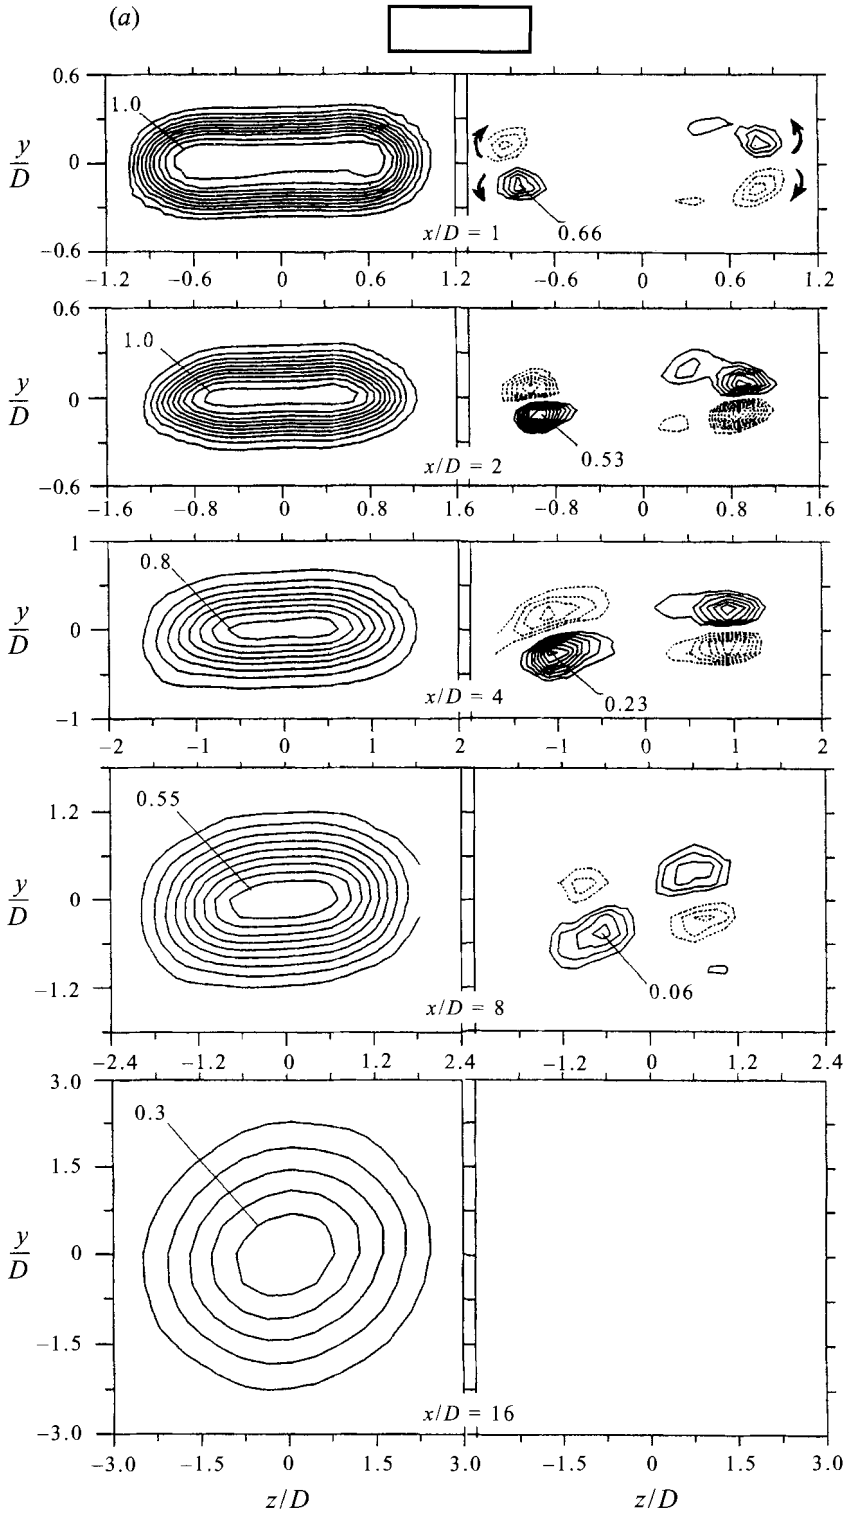 (a)
0.6
1.0
y/D
0
0.66
−0.6
x/D = 1
−1.2 −0.6 0 0.6 1.2 −0.6 0 0.6 1.2
0.6
1.0
y/D
0
0.53
−0.6
x/D = 2
−1.6 −0.8 0 0.8 1.6 −0.8 0 0.8 1.6
1
0.8
y/D
0
0.23
−1
x/D = 4
−2 −1 0 1 2 −1 0 1 2
1.2
0.55
y/D
0
−1.2
0.06
x/D = 8
−2.4 −1.2 0 1.2 2.4 −1.2 0 1.2 2.4
3.0
0.3
1.5
y/D
0
−1.5
−3.0
x/D = 16
−3.0 −1.5 0 1.5 3.0 −1.5 0 1.5 3.0
z/D z/D